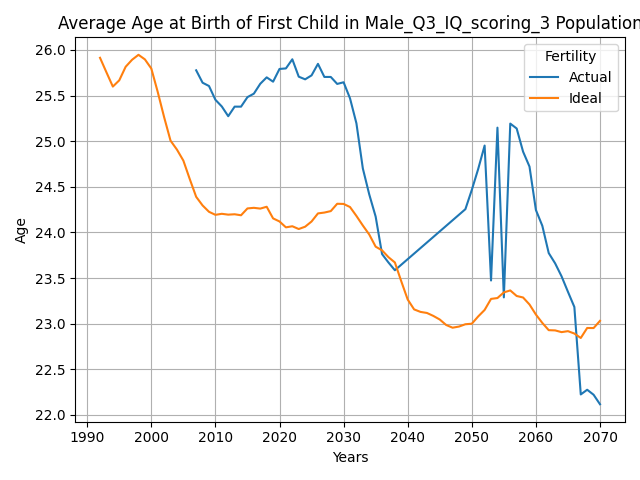 Average Age at Birth of First Child in Male_Q3_IQ_scoring_3 Population
Fertility
Actual
Ideal
Age
26.0
25.5
25.0
24.5
24.0
23.5
23.0
22.5
22.0
1990 2000 2010 2020 2030 2040 2050 2060 2070
Years